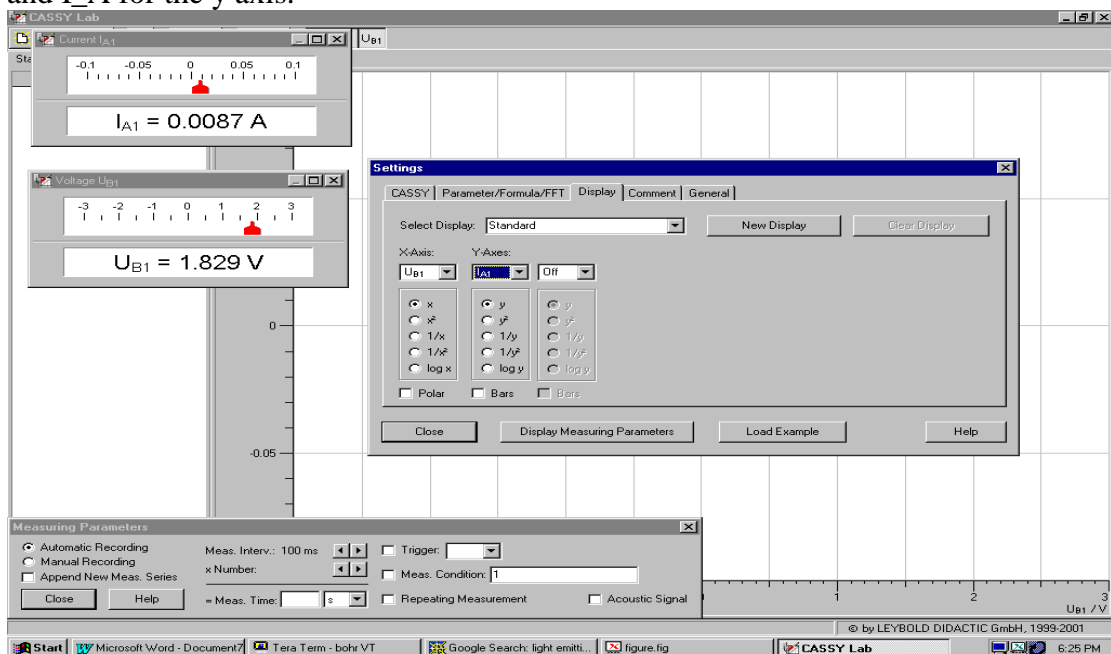 and I_A for the y axis.
CASSY Lab
Current IA1
UB1
-0.1 -0.05 0 0.05 0.1
IA1 = 0.0087 A
Voltage UB1
-3 -2 -1 0 1 2 3
UB1 = 1.829 V
0
-0.05
Settings
CASSY Parameter/Formula/FFT Display Comment General
Select Display: Standard New Display Clear Display
X-Axis: Y-Axes:
UB1 IA1 Off
x y y
x² y² y²
1/x 1/y 1/y
1/x² 1/y² 1/y²
log x log y log y
Polar Bars Bars
Close Display Measuring Parameters Load Example Help
Measuring Parameters
Automatic Recording Meas. Interv.: 100 ms Trigger:
Manual Recording x Number: Meas. Condition: 1
Append New Meas. Series
Close Help = Meas. Time: s Repeating Measurement Acoustic Signal
1 2 3
UB1 / V
© by LEYBOLD DIDACTIC GmbH, 1999-2001
Start Microsoft Word - Document7 Tera Term - bohr VT Google Search: light emitti... figure.fig CASSY Lab 6:25 PM